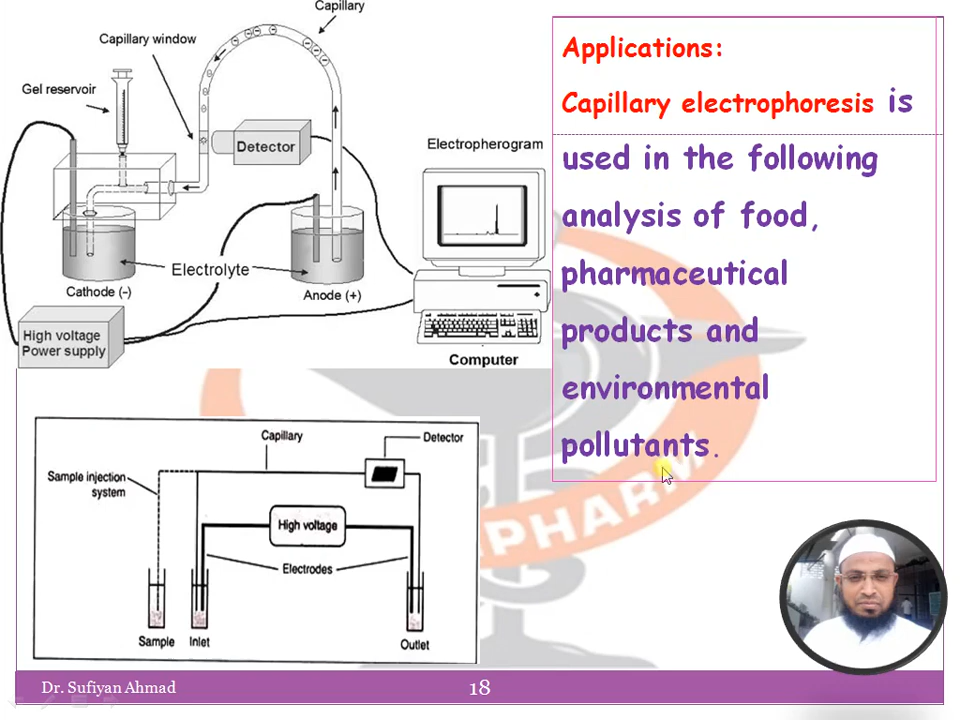 Capillary
Capillary window
Gel reservoir
Detector
Electropherogram
Electrolyte
Cathode (-)
Anode (+)
High voltage
Power supply
Computer
Applications:
Capillary electrophoresis is
used in the following
analysis of food,
pharmaceutical
products and
environmental
pollutants.
Capillary
Detector
Sample injection
system
High voltage
Electrodes
Sample
Inlet
Outlet
PHARM
Dr. Sufiyan Ahmad
18